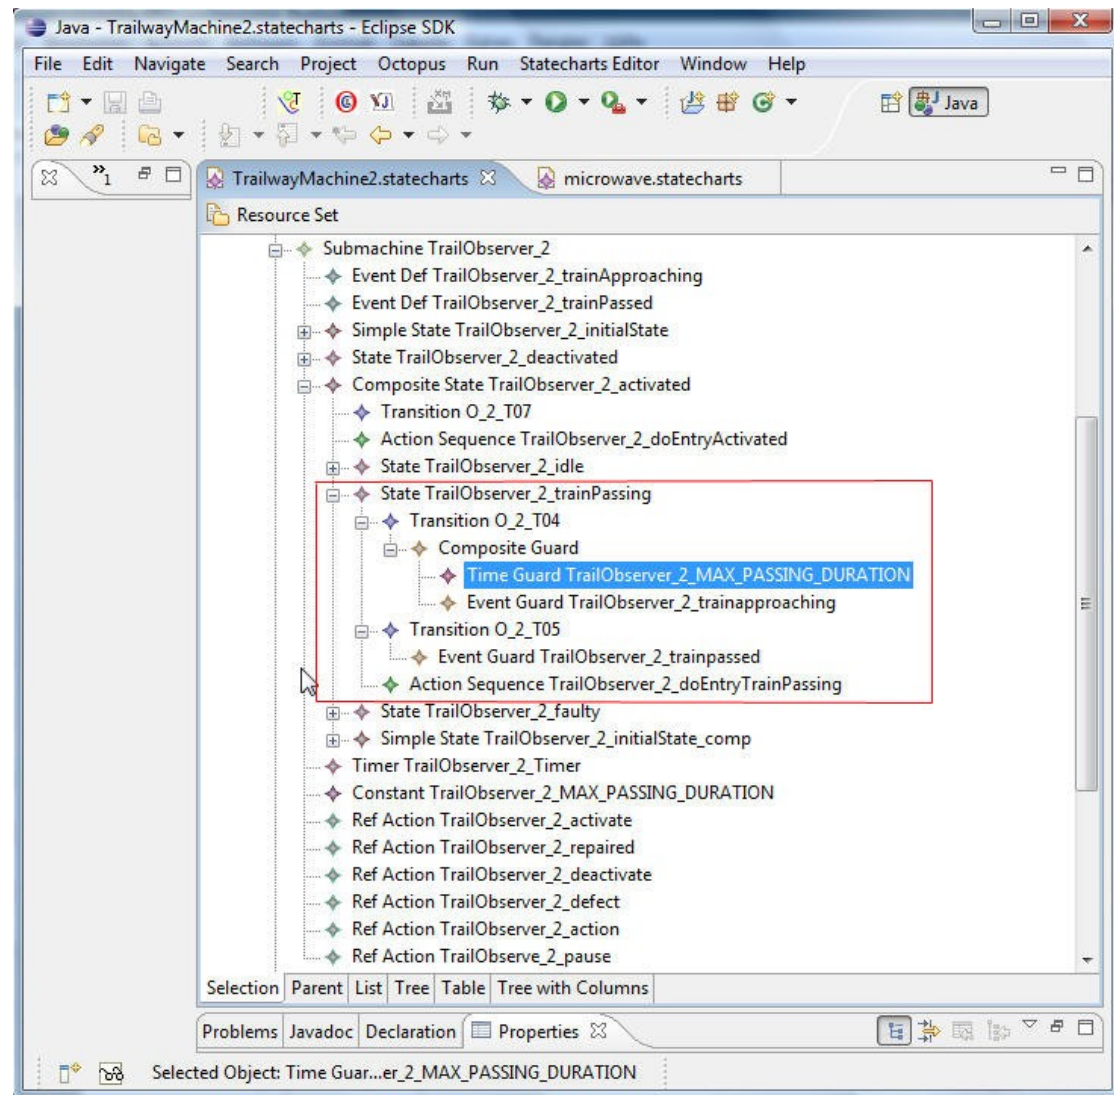 Java - TrailwayMachine2.statecharts - Eclipse SDK
File Edit Navigate Search Project Octopus Run Statecharts Editor Window Help
Java
»1
TrailwayMachine2.statecharts
microwave.statecharts
Resource Set
Submachine TrailObserver_2
Event Def TrailObserver_2_trainApproaching
Event Def TrailObserver_2_trainPassed
Simple State TrailObserver_2_initialState
State TrailObserver_2_deactivated
Composite State TrailObserver_2_activated
Transition O_2_T07
Action Sequence TrailObserver_2_doEntryActivated
State TrailObserver_2_idle
State TrailObserver_2_trainPassing
Transition O_2_T04
Composite Guard
Time Guard TrailObserver_2_MAX_PASSING_DURATION
Event Guard TrailObserver_2_trainapproaching
Transition O_2_T05
Event Guard TrailObserver_2_trainpassed
Action Sequence TrailObserver_2_doEntryTrainPassing
State TrailObserver_2_faulty
Simple State TrailObserver_2_initialState_comp
Timer TrailObserver_2_Timer
Constant TrailObserver_2_MAX_PASSING_DURATION
Ref Action TrailObserver_2_activate
Ref Action TrailObserver_2_repaired
Ref Action TrailObserver_2_deactivate
Ref Action TrailObserver_2_defect
Ref Action TrailObserver_2_action
Ref Action TrailObserve_2_pause
Selection Parent List Tree Table Tree with Columns
Problems Javadoc Declaration Properties
Selected Object: Time Guar...er_2_MAX_PASSING_DURATION